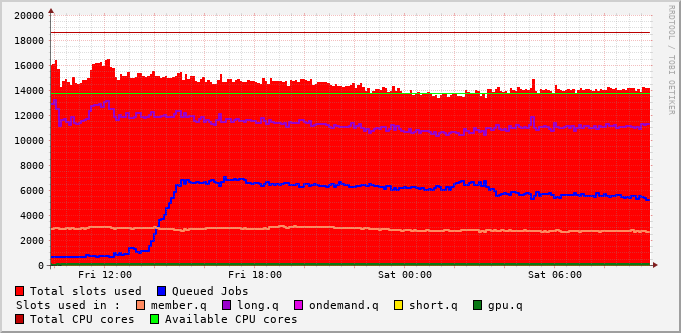 20000
18000
16000
14000
12000
10000
8000
6000
4000
2000
0
Fri 12:00 Fri 18:00 Sat 00:00 Sat 06:00
RRDTOOL / TOBI OETIKER
Total slots used Queued Jobs
Slots used in : member.q long.q ondemand.q short.q gpu.q
Total CPU cores Available CPU cores